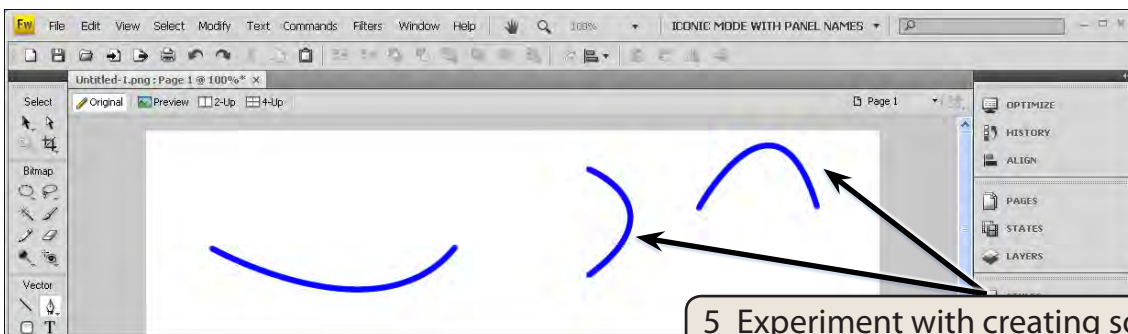 Fw File Edit View Select Modify Text Commands Filters Window Help 100% ICONIC MODE WITH PANEL NAMES
Untitled-1.png : Page 1 @ 100%* ×
Original Preview 2-Up 4-Up Page 1
Select
Bitmap
Vector
T
OPTIMIZE
HISTORY
ALIGN
PAGES
STATES
LAYERS
5 Experiment with creating so